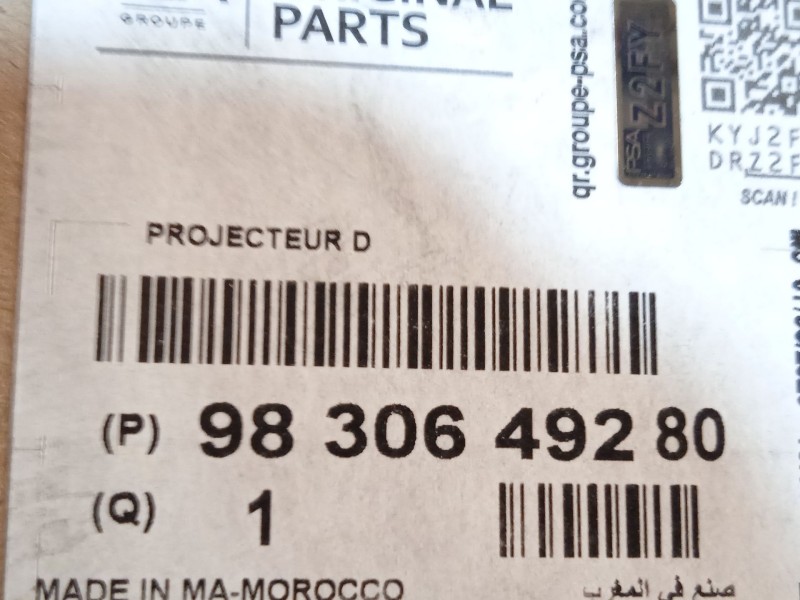 GROUPE
PARTS
qr.groupe-psa.co
PSA Z2FY
KYJ2F
DRZ2F
SCAN
PROJECTEUR D
(P) 98 306 492 80
(Q) 1
MADE IN MA-MOROCCO
صنع في المغرب